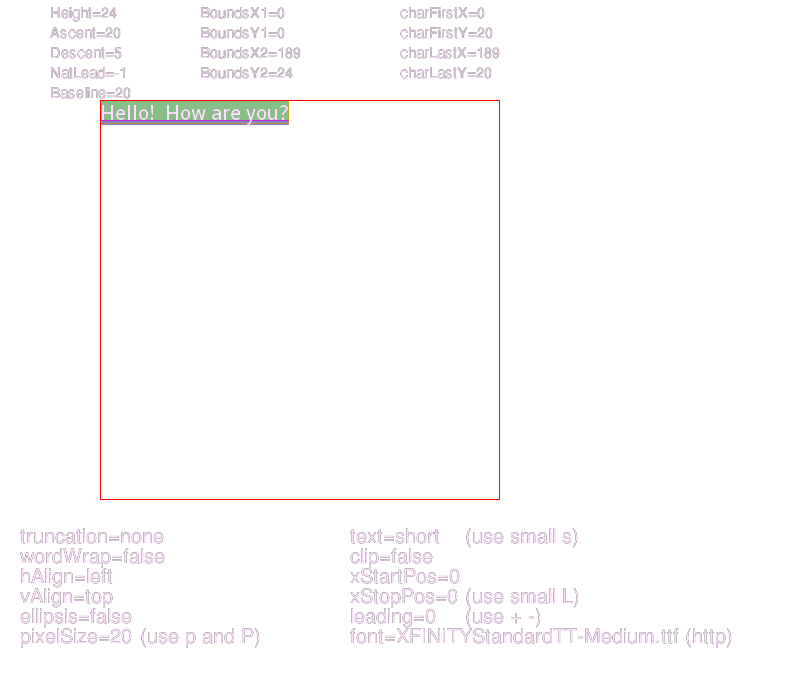 Height=24 BoundsX1=0 charFirstX=0
Ascent=20 BoundsY1=0 charFirstY=20
Descent=5 BoundsX2=189 charLastX=189
NatLead=-1 BoundsY2=24 charLastY=20
Baseline=20
Hello!  How are you?
truncation=none text=short (use small s)
wordWrap=false clip=false
hAlign=left xStartPos=0
vAlign=top xStopPos=0 (use small L)
ellipsis=false leading=0 (use + -)
pixelSize=20 (use p and P) font=XFINITYStandardTT-Medium.ttf (http)